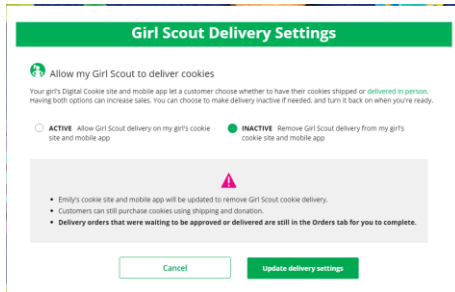 Girl Scout Delivery Settings
Allow my Girl Scout to deliver cookies
Your girl's Digital Cookie site and mobile app let a customer choose whether to have their cookies shipped or delivered in person.
Having both options can increase sales. You can choose to make delivery inactive if needed, and turn it back on when you're ready.
ACTIVE Allow Girl Scout delivery on my girl's cookie
site and mobile app
INACTIVE Remove Girl Scout delivery from my girl's
cookie site and mobile app
• Emily's cookie site and mobile app will be updated to remove Girl Scout cookie delivery.
• Customers can still purchase cookies using shipping and donation.
• Delivery orders that were waiting to be approved or delivered are still in the Orders tab for you to complete.
Cancel
Update delivery settings